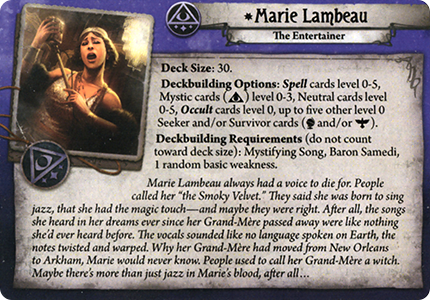 ✷Marie Lambeau
The Entertainer
Deck Size: 30.
Deckbuilding Options: Spell cards level 0-5,
Mystic cards () level 0-3, Neutral cards level
0-5, Occult cards level 0, up to five other level 0
Seeker and/or Survivor cards ( and/or ).
Deckbuilding Requirements (do not count
toward deck size): Mystifying Song, Baron Samedi,
1 random basic weakness.
Marie Lambeau always had a voice to die for. People
called her “the Smoky Velvet.” They said she was born to sing
jazz, that she had the magic touch—and maybe they were right. After all, the songs
she heard in her dreams ever since her Grand-Mère passed away were like nothing
she’d ever heard before. The vocals sounded like no language spoken on Earth, the
notes twisted and warped. Why her Grand-Mère had moved from New Orleans
to Arkham, Marie would never know. People used to call her Grand-Mère a witch.
Maybe there’s more than just jazz in Marie’s blood, after all…